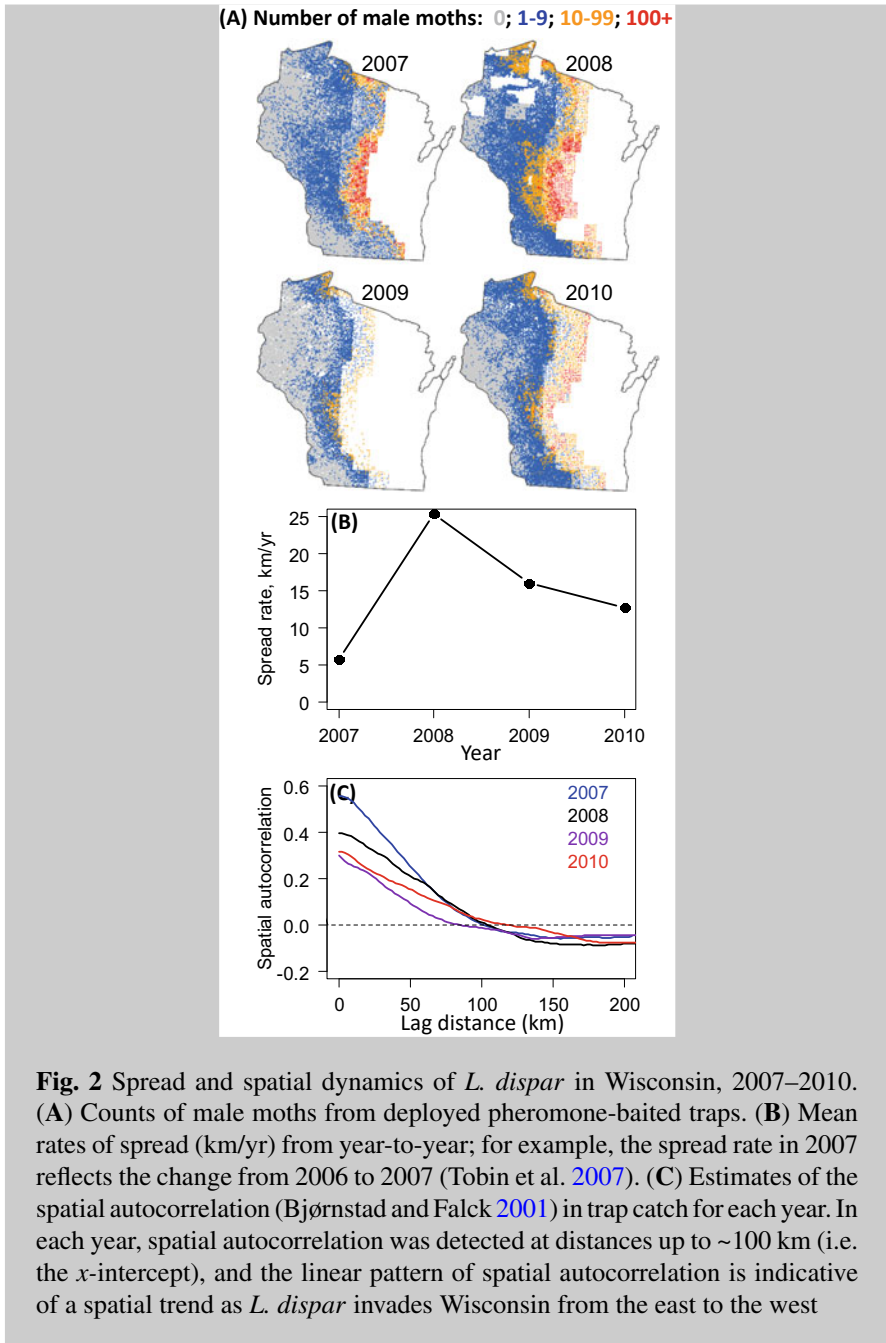 (A) Number of male moths: 0; 1-9; 10-99; 100+
2007
2008
2009
2010
(B)
25
20
15
10
5
0
Spread rate, km/yr
2007 2008 2009 2010
Year
(C)
0.6
0.4
0.2
0.0
-0.2
Spatial autocorrelation
2007
2008
2009
2010
0 50 100 150 200
Lag distance (km)
Fig. 2 Spread and spatial dynamics of L. dispar in Wisconsin, 2007–2010.
(A) Counts of male moths from deployed pheromone-baited traps. (B) Mean
rates of spread (km/yr) from year-to-year; for example, the spread rate in 2007
reflects the change from 2006 to 2007 (Tobin et al. 2007). (C) Estimates of the
spatial autocorrelation (Bjørnstad and Falck 2001) in trap catch for each year. In
each year, spatial autocorrelation was detected at distances up to ~100 km (i.e.
the x-intercept), and the linear pattern of spatial autocorrelation is indicative
of a spatial trend as L. dispar invades Wisconsin from the east to the west